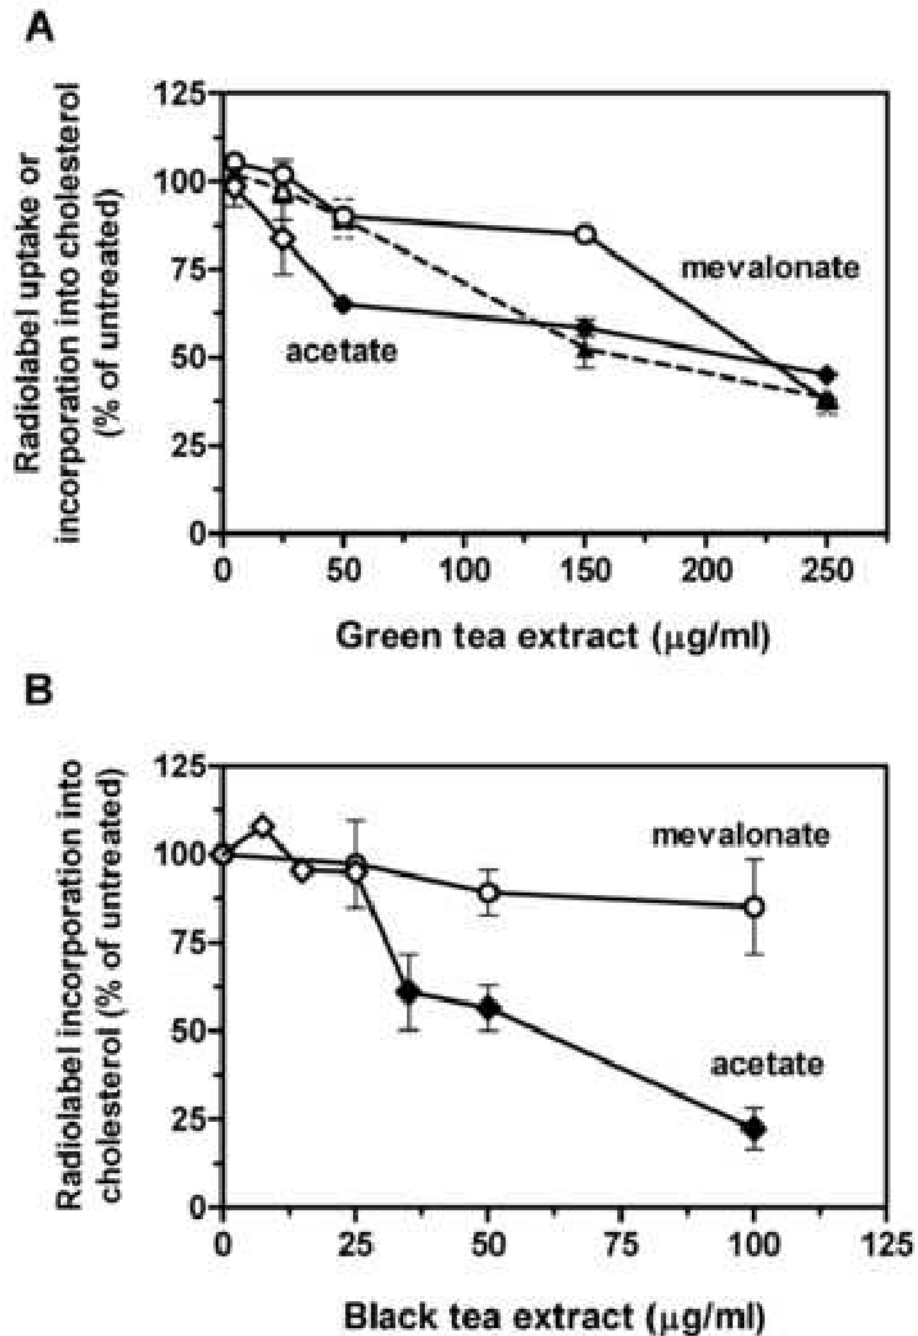 A
Radiolabel uptake or
incorporation into cholesterol
(% of untreated)
125
100
75
50
25
0
mevalonate
acetate
0 50 100 150 200 250
Green tea extract (μg/ml)
B
Radiolabel incorporation into
cholesterol (% of untreated)
125
100
75
50
25
0
mevalonate
acetate
0 25 50 75 100 125
Black tea extract (μg/ml)